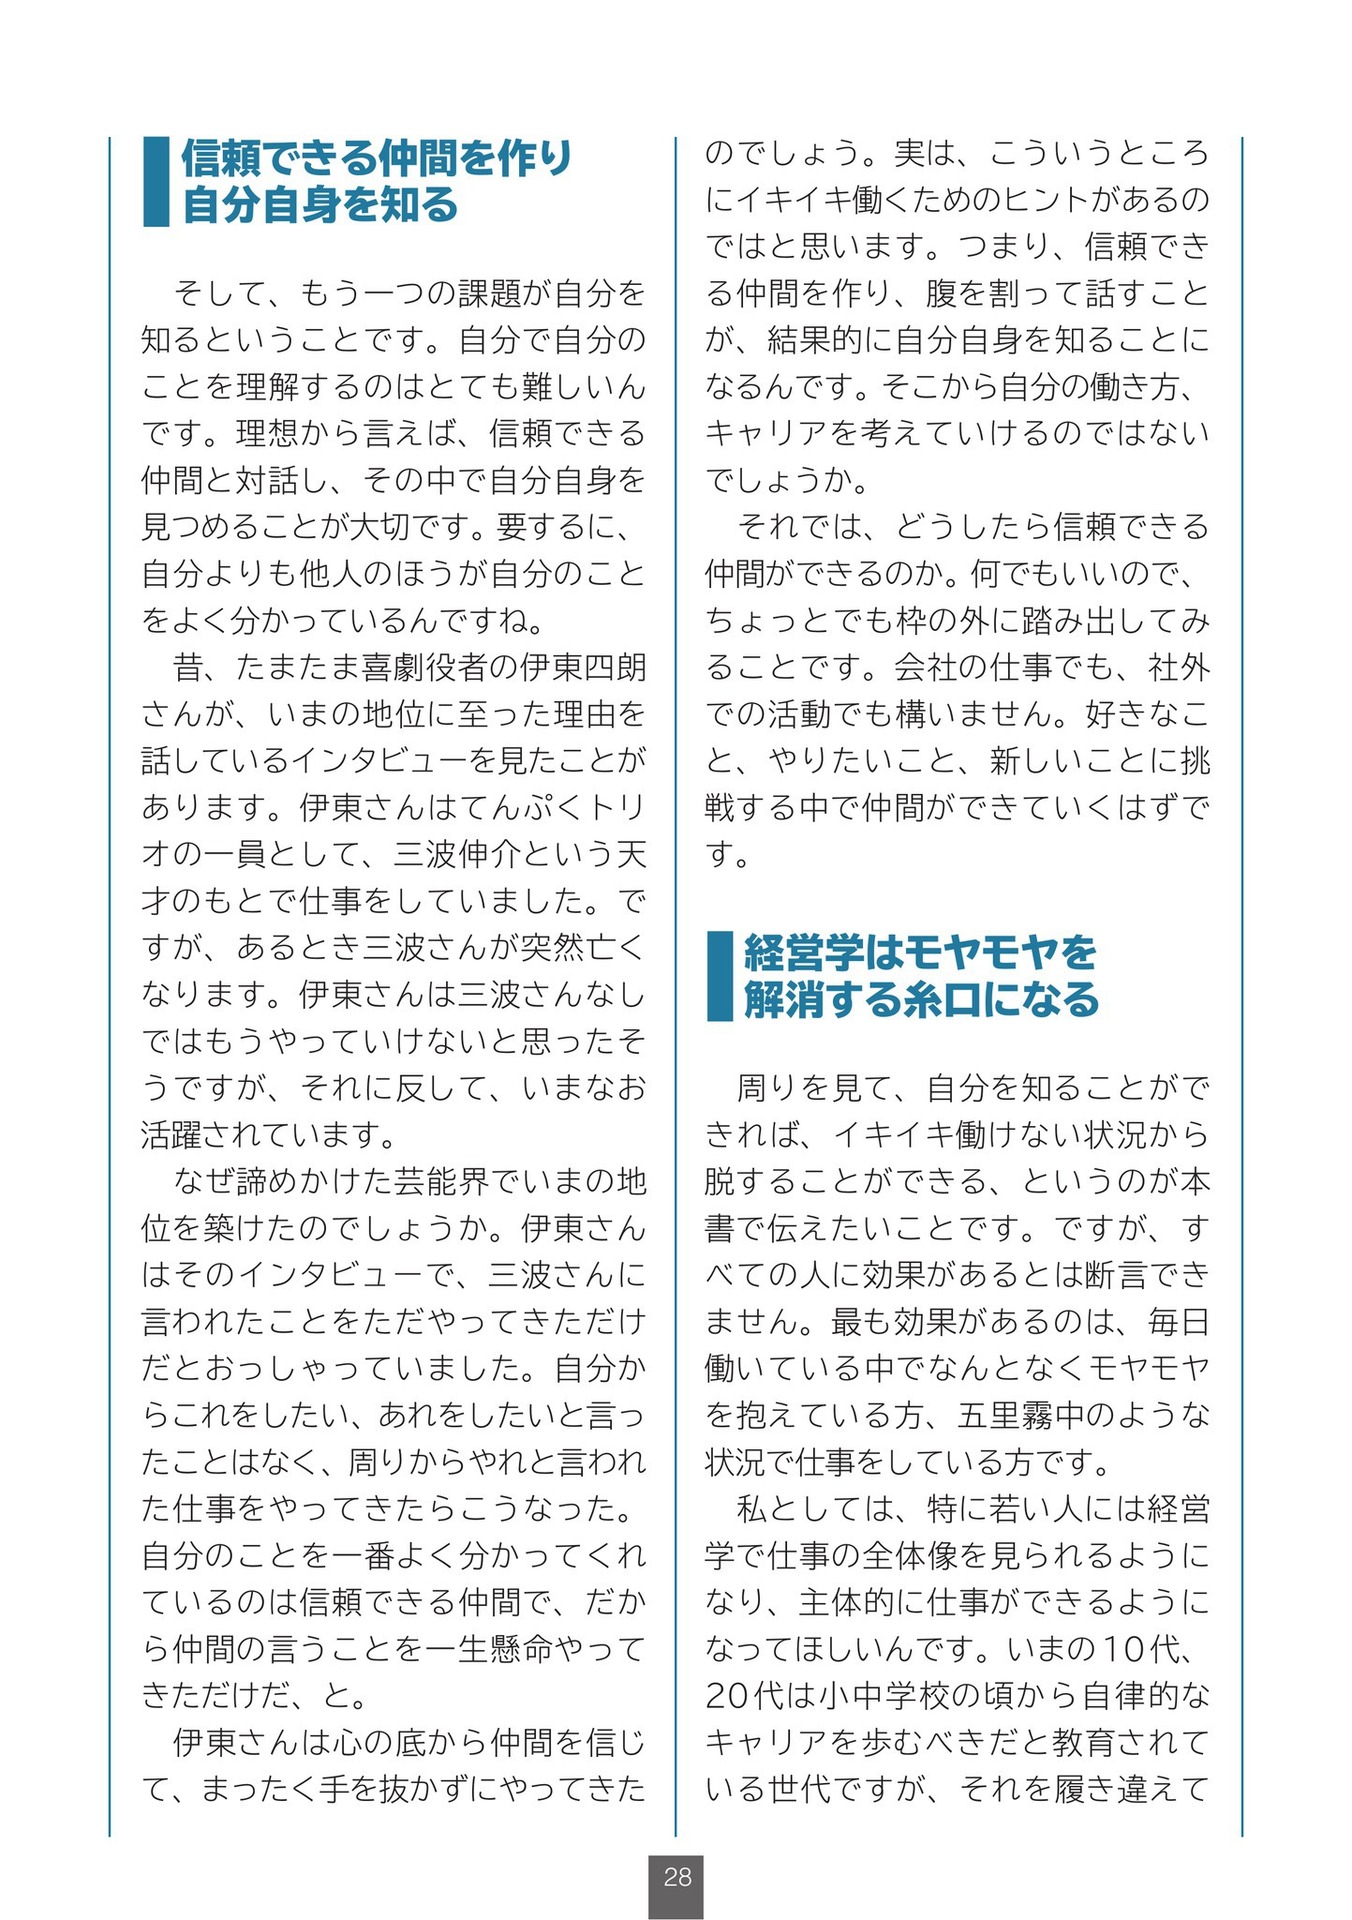 信頼できる仲間を作り
自分自身を知る
　そして、もう一つの課題が自分を
知るということです。自分で自分の
ことを理解するのはとても難しいん
です。理想から言えば、信頼できる
仲間と対話し、その中で自分自身を
見つめることが大切です。要するに、
自分よりも他人のほうが自分のこと
をよく分かっているんですね。
　昔、たまたま喜劇役者の伊東四朗
さんが、いまの地位に至った理由を
話しているインタビューを見たことが
あります。伊東さんはてんぷくトリ
オの一員として、三波伸介という天
才のもとで仕事をしていました。で
すが、あるとき三波さんが突然亡く
なります。伊東さんは三波さんなし
ではもうやっていけないと思ったそ
うですが、それに反して、いまなお
活躍されています。
　なぜ諦めかけた芸能界でいまの地
位を築けたのでしょうか。伊東さん
はそのインタビューで、三波さんに
言われたことをただやってきただけ
だとおっしゃっていました。自分か
らこれをしたい、あれをしたいと言っ
たことはなく、周りからやれと言われ
た仕事をやってきたらこうなった。
自分のことを一番よく分かってくれ
ているのは信頼できる仲間で、だか
ら仲間の言うことを一生懸命やって
きただけだ、と。
　伊東さんは心の底から仲間を信じ
て、まったく手を抜かずにやってきた
のでしょう。実は、こういうところ
にイキイキ働くためのヒントがあるの
ではと思います。つまり、信頼でき
る仲間を作り、腹を割って話すこと
が、結果的に自分自身を知ることに
なるんです。そこから自分の働き方、
キャリアを考えていけるのではない
でしょうか。
　それでは、どうしたら信頼できる
仲間ができるのか。何でもいいので、
ちょっとでも枠の外に踏み出してみ
ることです。会社の仕事でも、社外
での活動でも構いません。好きなこ
と、やりたいこと、新しいことに挑
戦する中で仲間ができていくはずで
す。
経営学はモヤモヤを
解消する糸口になる
　周りを見て、自分を知ることがで
きれば、イキイキ働けない状況から
脱することができる、というのが本
書で伝えたいことです。ですが、す
べての人に効果があるとは断言でき
ません。最も効果があるのは、毎日
働いている中でなんとなくモヤモヤ
を抱えている方、五里霧中のような
状況で仕事をしている方です。
　私としては、特に若い人には経営
学で仕事の全体像を見られるように
なり、主体的に仕事ができるように
なってほしいんです。いまの10代、
20代は小中学校の頃から自律的な
キャリアを歩むべきだと教育されて
いる世代ですが、それを履き違えて
28